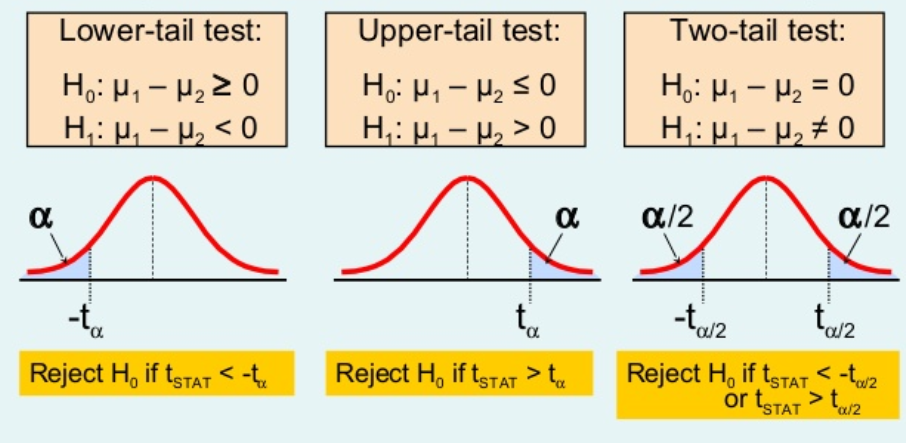 Lower-tail test:
H₀: μ₁ – μ₂ ≥ 0
H₁: μ₁ – μ₂ < 0
Upper-tail test:
H₀: μ₁ – μ₂ ≤ 0
H₁: μ₁ – μ₂ > 0
Two-tail test:
H₀: μ₁ – μ₂ = 0
H₁: μ₁ – μ₂ ≠ 0
α
-tα
Reject H₀ if tSTAT < -tα
α
tα
Reject H₀ if tSTAT > tα
α/2
α/2
-tα/2
tα/2
Reject H₀ if tSTAT < -tα/2
or tSTAT > tα/2